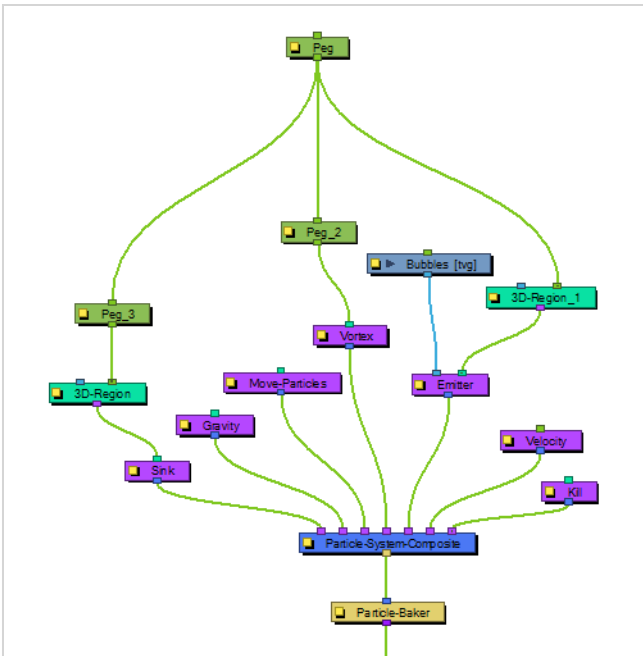 Peg
Peg_2
Bubbles [tvg]
3D-Region_1
Peg_3
Vortex
Move-Particles
Emitter
3D-Region
Gravity
Velocity
Sink
Kill
Particle-System-Composite
Particle-Baker